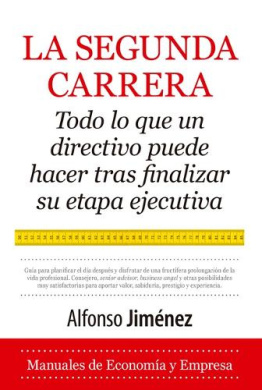 LA SEGUNDA
CARRERA
Todo lo que un
directivo puede
hacer tras finalizar
su etapa ejecutiva
Guía para planificar el día después y disfrutar de una fructífera prolongación de la
vida profesional. Consejero, senior advisor, business angel y otras posibilidades
muy satisfactorias para aportar valor, sabiduría, prestigio y experiencia.
Alfonso Jiménez
Manuales de Economía y Empresa